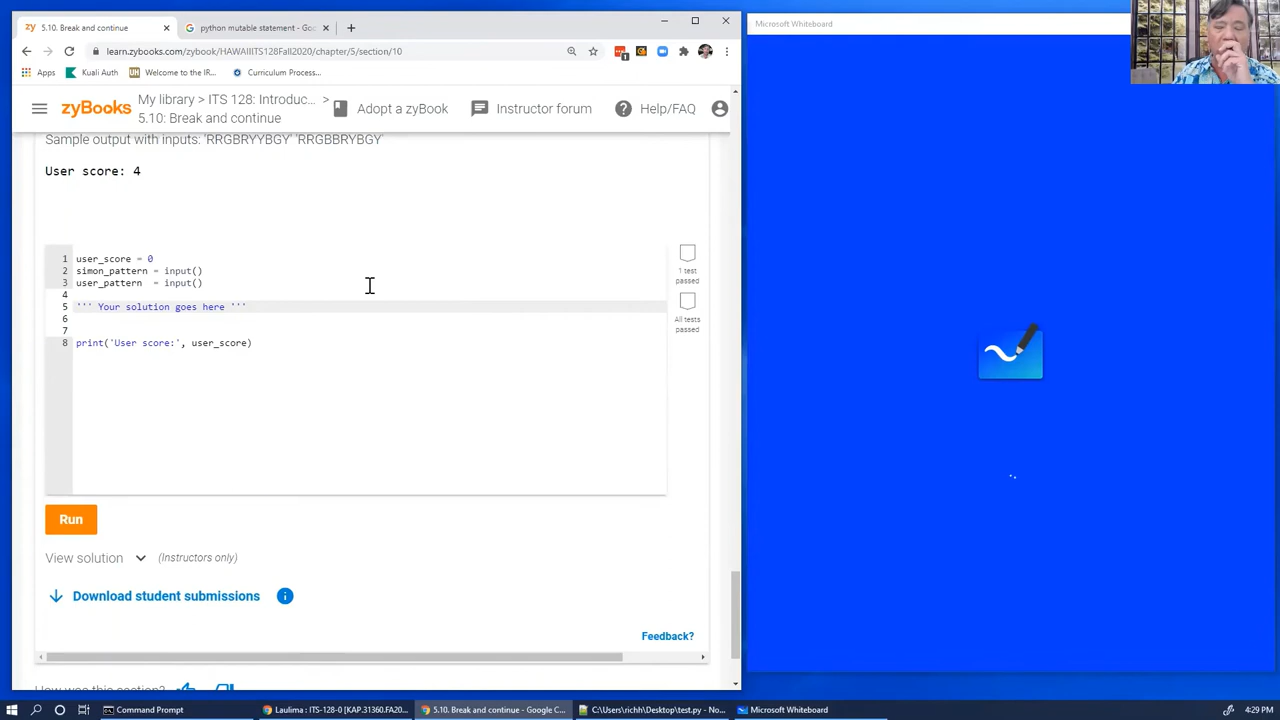 5.10. Break and continue
python mutable statement - Goo
learn.zybooks.com/zybook/HAWAIIITS128Fall2020/chapter/5/section/10
Apps
Kuali Auth
Welcome to the IR...
Curriculum Process...
zyBooks
My library > ITS 128: Introduc... >
5.10: Break and continue
Adopt a zyBook
Instructor forum
Help/FAQ
Sample output with inputs: 'RRGBRYYBGY' 'RRGBBRYBGY'
User score: 4
1 user_score = 0
2 simon_pattern = input()
3 user_pattern  = input()
4
5 ''' Your solution goes here '''
6
7
8 print('User score:', user_score)
1 test
passed
All tests
passed
Run
View solution
(Instructors only)
Download student submissions
Feedback?
How was this section?
Microsoft Whiteboard
Command Prompt
Laulima : ITS-128-0 [KAP.31360.FA20...
5.10. Break and continue - Google C...
C:\Users\richh\Desktop\test.py - No...
Microsoft Whiteboard
4:29 PM